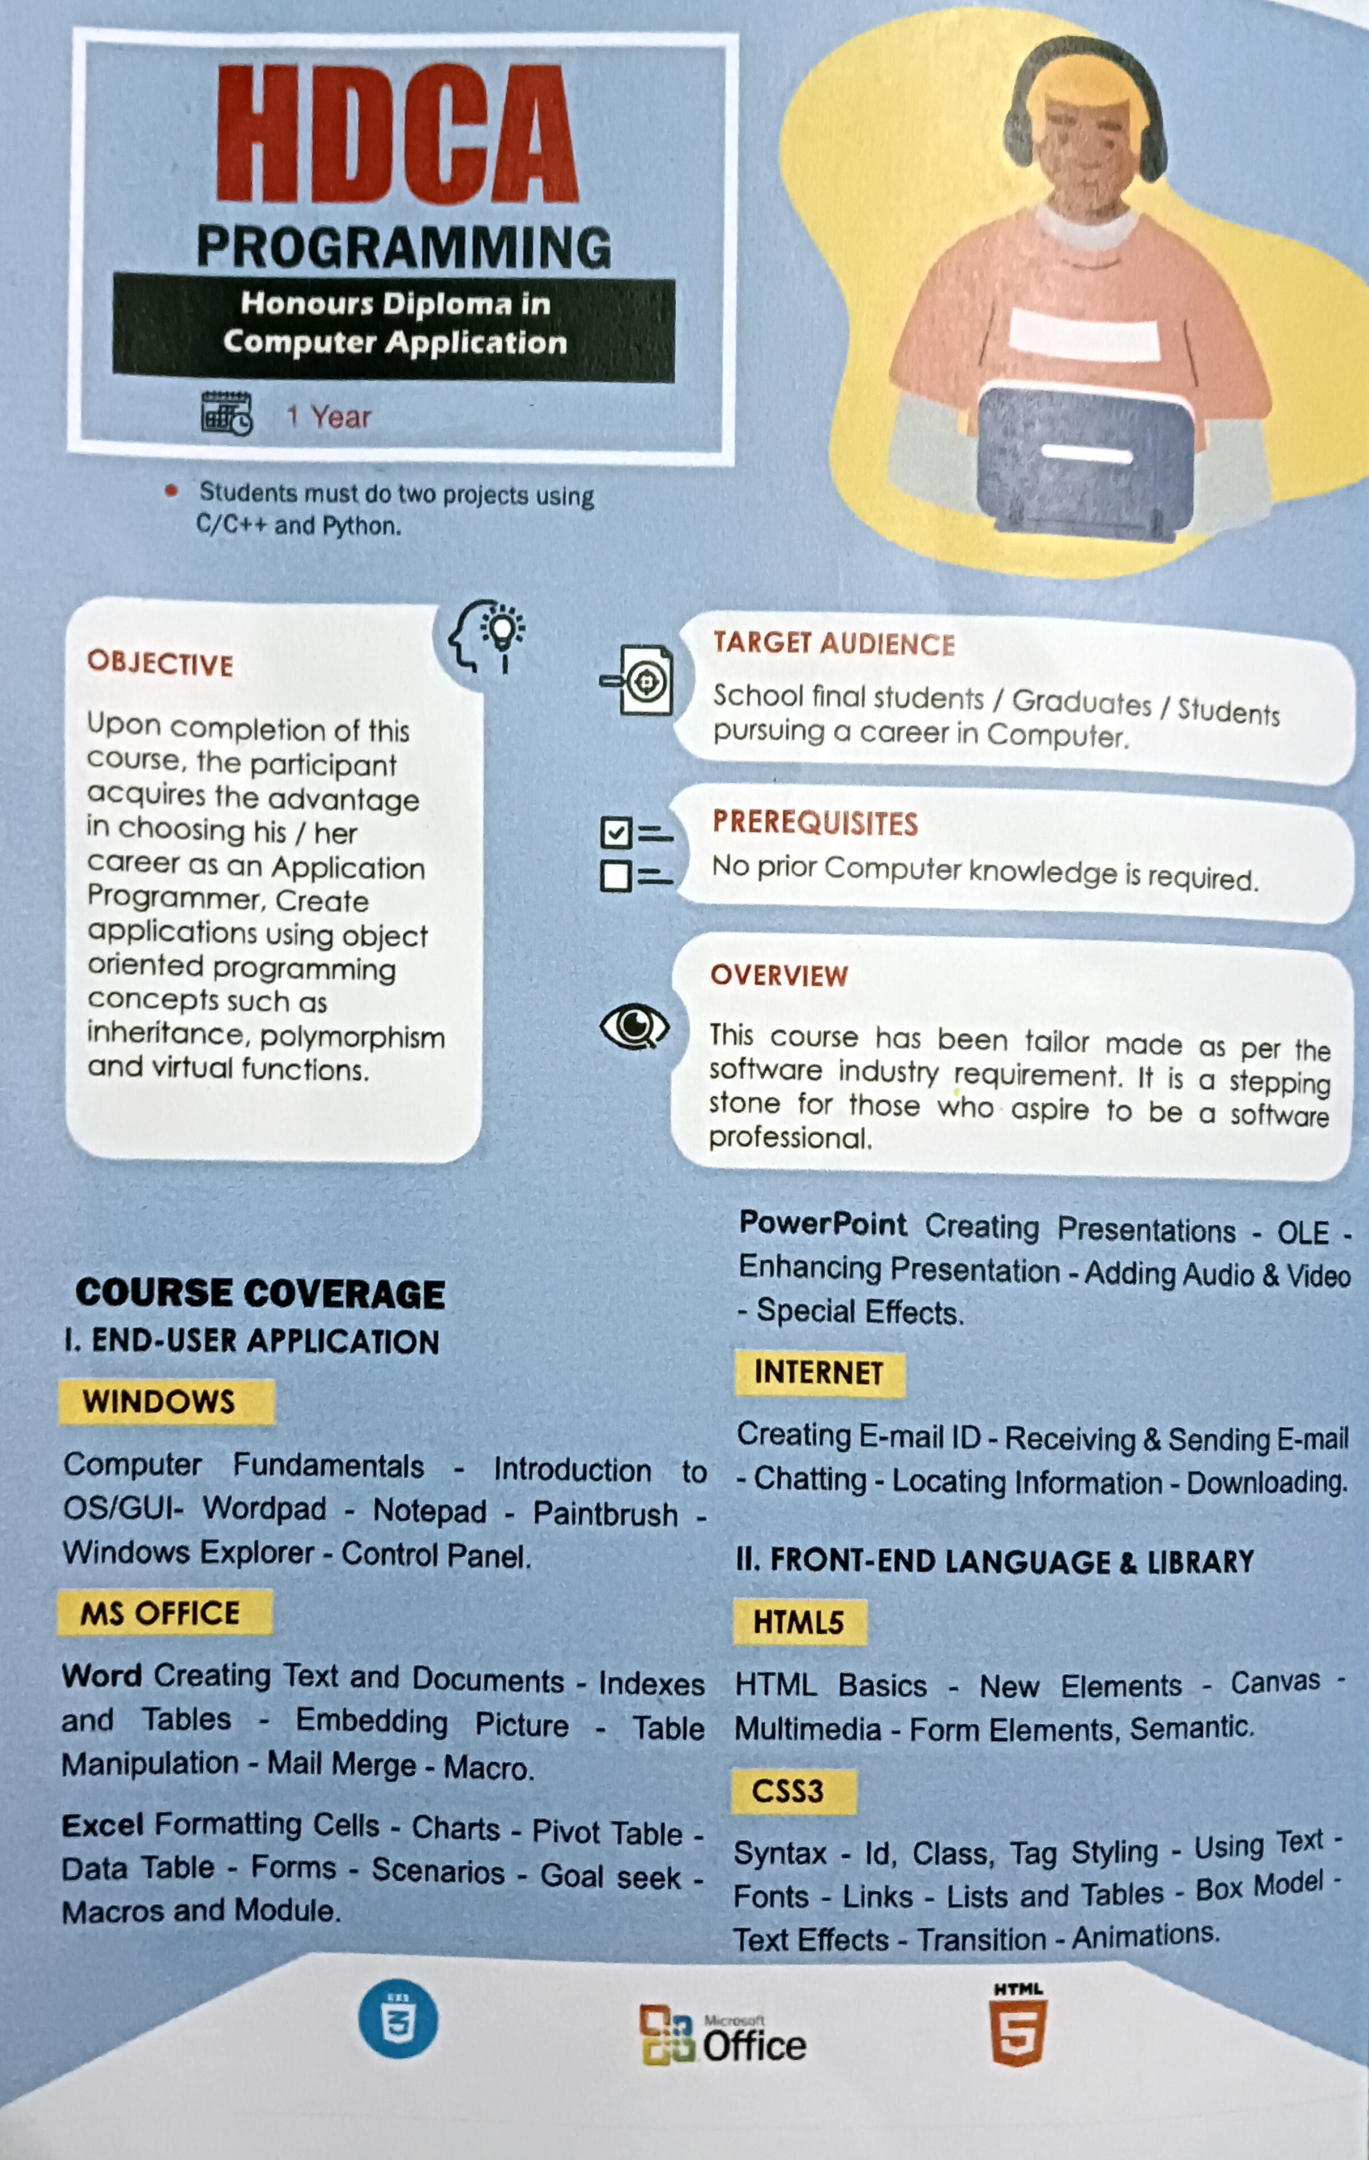 HDCA
PROGRAMMING
Honours Diploma in
Computer Application
1 Year
• Students must do two projects using
C/C++ and Python.
OBJECTIVE
Upon completion of this
course, the participant
acquires the advantage
in choosing his / her
career as an Application
Programmer, Create
applications using object
oriented programming
concepts such as
inheritance, polymorphism
and virtual functions.
TARGET AUDIENCE
School final students / Graduates / Students
pursuing a career in Computer.
PREREQUISITES
No prior Computer knowledge is required.
OVERVIEW
This course has been tailor made as per the
software industry requirement. It is a stepping
stone for those who aspire to be a software
professional.
COURSE COVERAGE
I. END-USER APPLICATION
WINDOWS
Computer Fundamentals - Introduction to
OS/GUI- Wordpad - Notepad - Paintbrush -
Windows Explorer - Control Panel.
MS OFFICE
Word Creating Text and Documents - Indexes
and Tables - Embedding Picture - Table
Manipulation - Mail Merge - Macro.
Excel Formatting Cells - Charts - Pivot Table -
Data Table - Forms - Scenarios - Goal seek -
Macros and Module.
PowerPoint Creating Presentations - OLE -
Enhancing Presentation - Adding Audio & Video
- Special Effects.
INTERNET
Creating E-mail ID - Receiving & Sending E-mail
- Chatting - Locating Information - Downloading.
II. FRONT-END LANGUAGE & LIBRARY
HTML5
HTML Basics - New Elements - Canvas -
Multimedia - Form Elements, Semantic.
CSS3
Syntax - Id, Class, Tag Styling - Using Text -
Fonts - Links - Lists and Tables - Box Model -
Text Effects - Transition - Animations.
CSS
3
Microsoft
Office
HTML
5